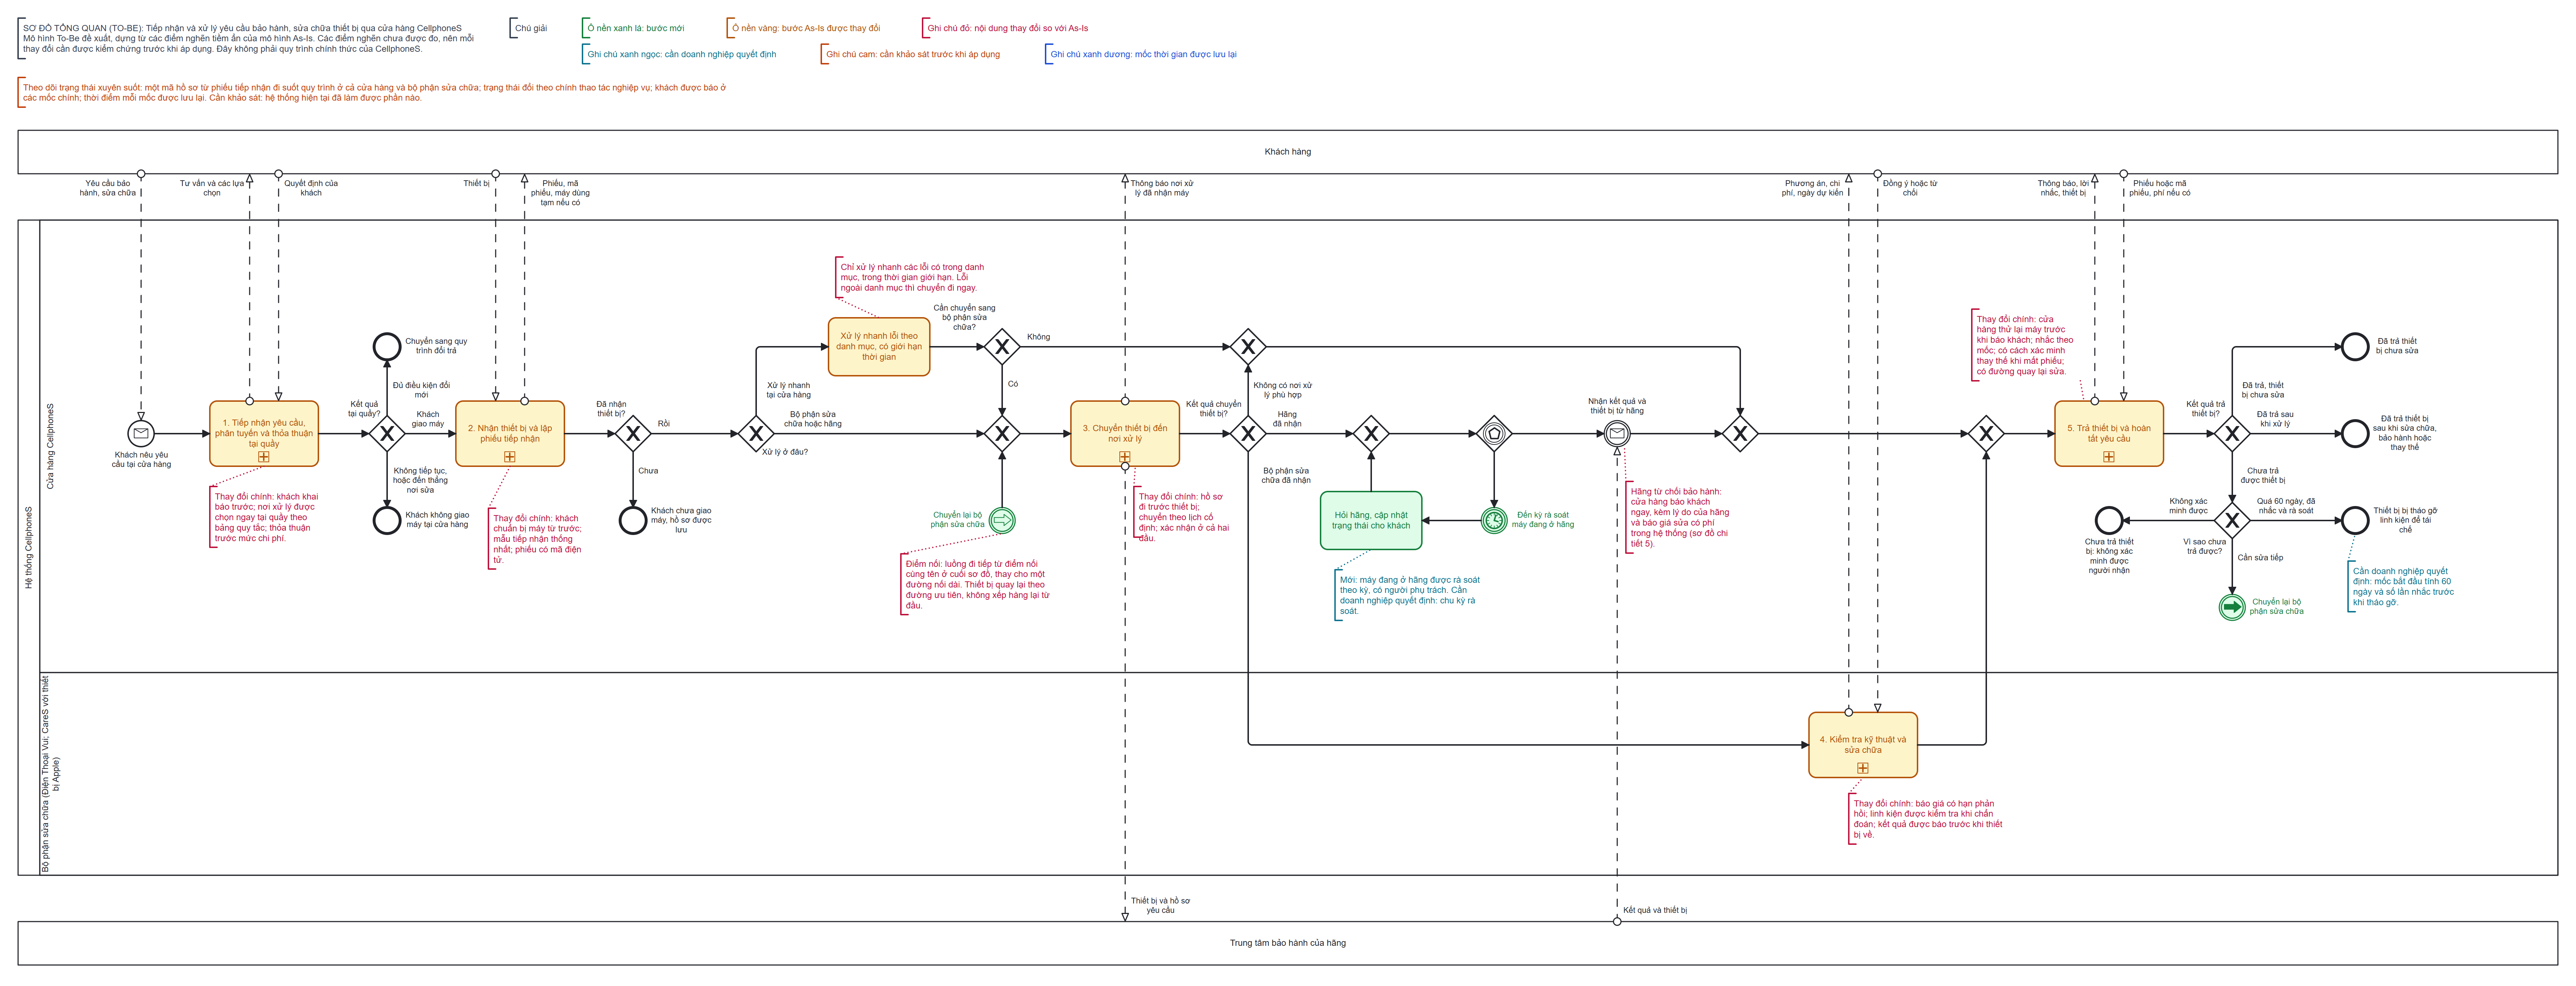 SƠ ĐỒ TỔNG QUAN (TO-BE): Tiếp nhận và xử lý yêu cầu bảo hành, sửa chữa thiết bị qua cửa hàng CellphoneS
Mô hình To-Be đề xuất, dựng từ các điểm nghẽn tiềm ẩn của mô hình As-Is. Các điểm nghẽn chưa được đo, nên mỗi
thay đổi cần được kiểm chứng trước khi áp dụng. Đây không phải quy trình chính thức của CellphoneS.
Chú giải
Ô nền xanh lá: bước mới
Ô nền vàng: bước As-Is được thay đổi
Ghi chú đỏ: nội dung thay đổi so với As-Is
Ghi chú xanh ngọc: cần doanh nghiệp quyết định
Ghi chú cam: cần khảo sát trước khi áp dụng
Ghi chú xanh dương: mốc thời gian được lưu lại
Theo dõi trạng thái xuyên suốt: một mã hồ sơ từ phiếu tiếp nhận đi suốt quy trình ở cả cửa hàng và bộ phận sửa chữa; trạng thái đổi theo chính thao tác nghiệp vụ; khách được báo ở
các mốc chính; thời điểm mỗi mốc được lưu lại. Cần khảo sát: hệ thống hiện tại đã làm được phần nào.
Khách hàng
Yêu cầu bảo
hành, sửa chữa
Tư vấn và các lựa
chọn
Quyết định của
khách
Thiết bị
Phiếu, mã
phiếu, máy dùng
tạm nếu có
Thông báo nơi xử
lý đã nhận máy
Phương án, chi
phí, ngày dự kiến
Đồng ý hoặc từ
chối
Thông báo, lời
nhắc, thiết bị
Phiếu hoặc mã
phiếu, phí nếu có
Hệ thống CellphoneS
Cửa hàng CellphoneS
Khách nêu yêu
cầu tại cửa hàng
1. Tiếp nhận yêu cầu,
phân tuyến và thỏa thuận
tại quầy
Thay đổi chính: khách khai
báo trước; nơi xử lý được
chọn ngay tại quầy theo
bảng quy tắc; thỏa thuận
trước mức chi phí.
Kết quả
tại quầy?
Chuyển sang quy
trình đổi trả
Đủ điều kiện đổi
mới
Khách
giao máy
Không tiếp tục,
hoặc đến thẳng
nơi sửa
Khách không giao
máy tại cửa hàng
2. Nhận thiết bị và lập
phiếu tiếp nhận
Thay đổi chính: khách
chuẩn bị máy từ trước;
mẫu tiếp nhận thống
nhất; phiếu có mã điện
tử.
Đã nhận
thiết bị?
Rồi
Chưa
Khách chưa giao
máy, hồ sơ được
lưu
Xử lý ở đâu?
Xử lý nhanh
tại cửa hàng
Bộ phận sửa
chữa hoặc hãng
Chỉ xử lý nhanh các lỗi có trong danh
mục, trong thời gian giới hạn. Lỗi
ngoài danh mục thì chuyển đi ngay.
Xử lý nhanh lỗi theo
danh mục, có giới hạn
thời gian
Cần chuyển sang
bộ phận sửa
chữa?
Không
Có
Chuyển lại bộ
phận sửa chữa
Điểm nối: luồng đi tiếp từ điểm nối
cùng tên ở cuối sơ đồ, thay cho một
đường nối dài. Thiết bị quay lại theo
đường ưu tiên, không xếp hàng lại từ
đầu.
3. Chuyển thiết bị đến
nơi xử lý
Thay đổi chính: hồ sơ
đi trước thiết bị;
chuyển theo lịch cố
định; xác nhận ở cả hai
đầu.
Kết quả chuyển
thiết bị?
Không có nơi xử
lý phù hợp
Hãng
đã nhận
Bộ phận sửa
chữa đã nhận
Hỏi hãng, cập nhật
trạng thái cho khách
Mới: máy đang ở hãng được rà soát
theo kỳ, có người phụ trách. Cần
doanh nghiệp quyết định: chu kỳ rà
soát.
Đến kỳ rà soát
máy đang ở hãng
Nhận kết quả và
thiết bị từ hãng
Hãng từ chối bảo hành:
cửa hàng báo khách
ngay, kèm lý do của hãng
và báo giá sửa có phí
trong hệ thống (sơ đồ chi
tiết 5).
Thay đổi chính: cửa
hàng thử lại máy trước
khi báo khách; nhắc theo
mốc; có cách xác minh
thay thế khi mất phiếu;
có đường quay lại sửa.
5. Trả thiết bị và hoàn
tất yêu cầu
Kết quả trả
thiết bị?
Đã trả, thiết
bị chưa sửa
Đã trả thiết
bị chưa sửa
Đã trả sau
khi xử lý
Đã trả thiết bị
sau khi sửa chữa,
bảo hành hoặc
thay thế
Chưa trả
được thiết bị
Không xác
minh được
Quá 60 ngày, đã
nhắc và rà soát
Vì sao chưa
trả được?
Chưa trả thiết
bị: không xác
minh được
người nhận
Thiết bị bị tháo gỡ
linh kiện để tái
chế
Cần sửa tiếp
Chuyển lại bộ
phận sửa chữa
Cần doanh nghiệp quyết
định: mốc bắt đầu tính 60
ngày và số lần nhắc trước
khi tháo gỡ.
Bộ phận sửa chữa (Điện Thoại Vui; CareS với thiết
bị Apple)
4. Kiểm tra kỹ thuật và
sửa chữa
Thay đổi chính: báo giá có hạn phản
hồi; linh kiện được kiểm tra khi chẩn
đoán; kết quả được báo trước khi thiết
bị về.
Thiết bị và hồ sơ
yêu cầu
Kết quả và thiết bị
Trung tâm bảo hành của hãng